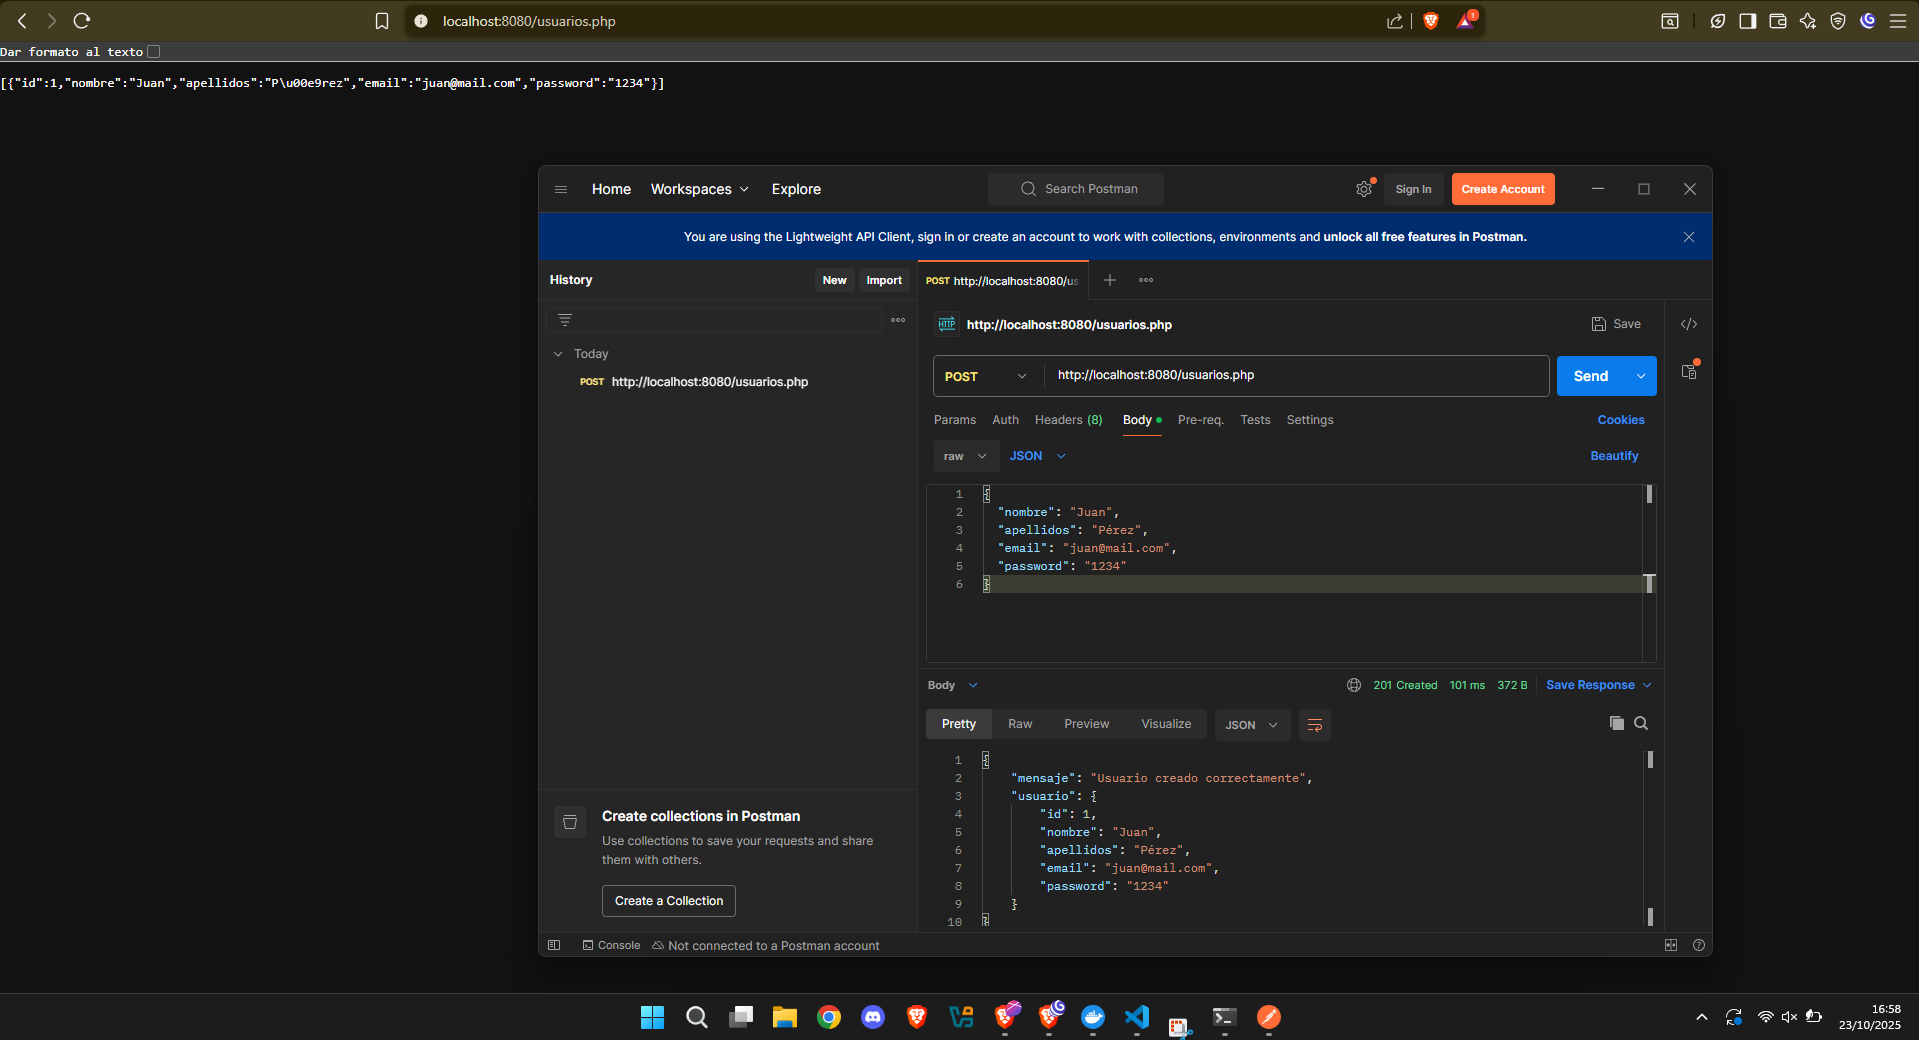 localhost:8080/usuarios.php
1
Dar formato al texto
[{"id":1,"nombre":"Juan","apellidos":"P\u00e9rez","email":"juan@mail.com","password":"1234"}]
Home
Workspaces
Explore
Search Postman
Sign In
Create Account
You are using the Lightweight API Client, sign in or create an account to work with collections, environments and unlock all free features in Postman.
History
New
Import
POST http://localhost:8080/us
Today
POST http://localhost:8080/usuarios.php
HTTP http://localhost:8080/usuarios.php
Save
</>
POST
http://localhost:8080/usuarios.php
Send
Params
Auth
Headers (8)
Body
Pre-req.
Tests
Settings
Cookies
raw
JSON
Beautify
1 {
2 "nombre": "Juan",
3 "apellidos": "Pérez",
4 "email": "juan@mail.com",
5 "password": "1234"
6 }
Body
201 Created
101 ms
372 B
Save Response
Pretty
Raw
Preview
Visualize
JSON
1 {
2 "mensaje": "Usuario creado correctamente",
3 "usuario": {
4 "id": 1,
5 "nombre": "Juan",
6 "apellidos": "Pérez",
7 "email": "juan@mail.com",
8 "password": "1234"
9 }
10 }
Create collections in Postman
Use collections to save your requests and share
them with others.
Create a Collection
Console
Not connected to a Postman account
16:58
23/10/2025